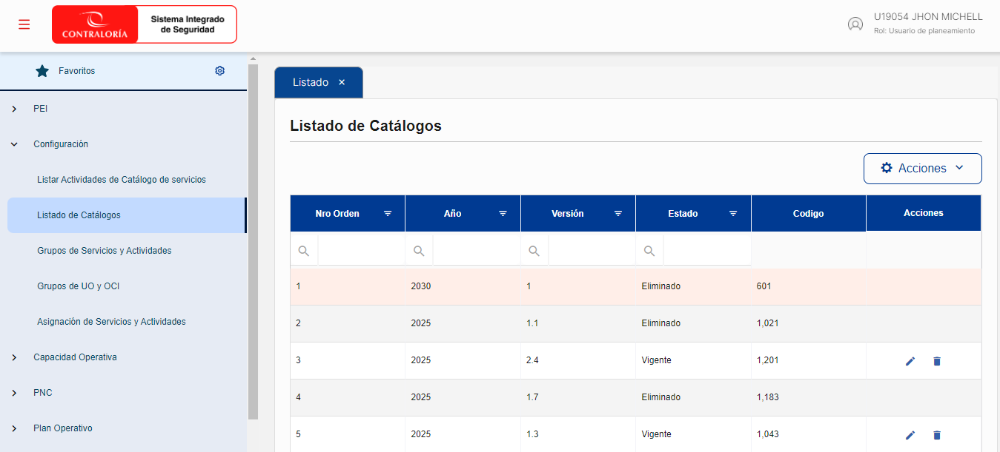 CONTRALORÍA
Sistema Integrado
de Seguridad
U19054 JHON MICHELL
Rol: Usuario de planeamiento
Favoritos
PEI
Configuración
Listar Actividades de Catálogo de servicios
Listado de Catálogos
Grupos de Servicios y Actividades
Grupos de UO y OCI
Asignación de Servicios y Actividades
Capacidad Operativa
PNC
Plan Operativo
Listado ×
Listado de Catálogos
Acciones
Nro Orden Año Versión Estado Codigo Acciones
1 2030 1 Eliminado 601
2 2025 1.1 Eliminado 1,021
3 2025 2.4 Vigente 1,201
4 2025 1.7 Eliminado 1,183
5 2025 1.3 Vigente 1,043